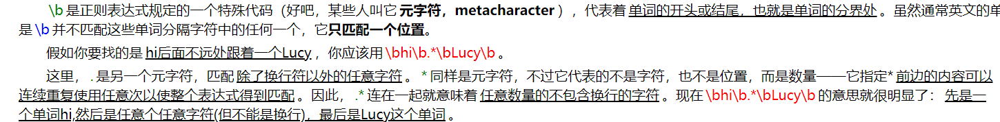 \b 是正则表达式规定的一个特殊代码（好吧，某些人叫它 元字符，metacharacter ），代表着 单词的开头或结尾，也就是单词的分界处 。虽然通常英文的单
是 \b 并不匹配这些单词分隔字符中的任何一个，它只匹配一个位置。
假如你要找的是 hi后面不远处跟着一个Lucy ，你应该用 \bhi\b.*\bLucy\b 。
这里， . 是另一个元字符，匹配 除了换行符以外的任意字符 。 * 同样是元字符，不过它代表的不是字符，也不是位置，而是数量——它指定* 前边的内容可以
连续重复使用任意次以使整个表达式得到匹配 。因此， .* 连在一起就意味着 任意数量的不包含换行的字符 。现在 \bhi\b.*\bLucy\b 的意思就很明显了： 先是一
个单词hi,然后是任意个任意字符(但不能是换行)，最后是Lucy这个单词 。